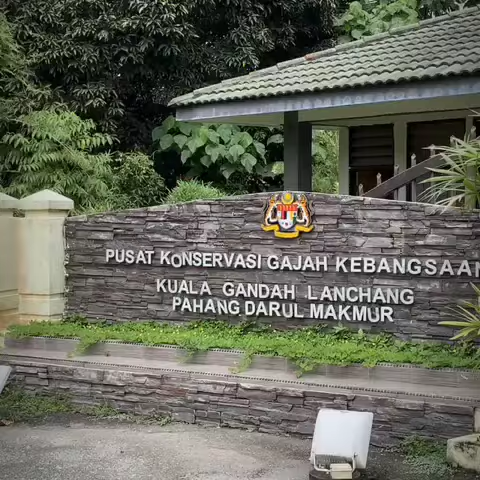 PUSAT KONSERVASI GAJAH KEBANGSAAN
KUALA GANDAH LANCHANG
PAHANG DARUL MAKMUR